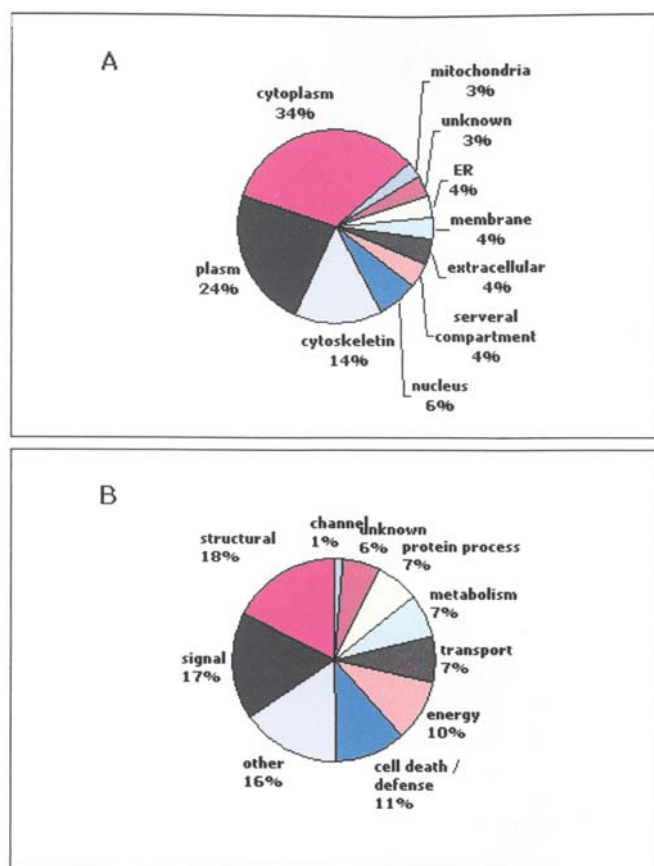 A
cytoplasm
34%
mitochondria
3%
unknown
3%
ER
4%
membrane
4%
extracellular
4%
serveral
compartment
4%
nucleus
6%
cytoskeletin
14%
plasm
24%
B
structural
18%
channel
1%
unknown
6%
protein process
7%
metabolism
7%
transport
7%
energy
10%
cell death /
defense
11%
other
16%
signal
17%